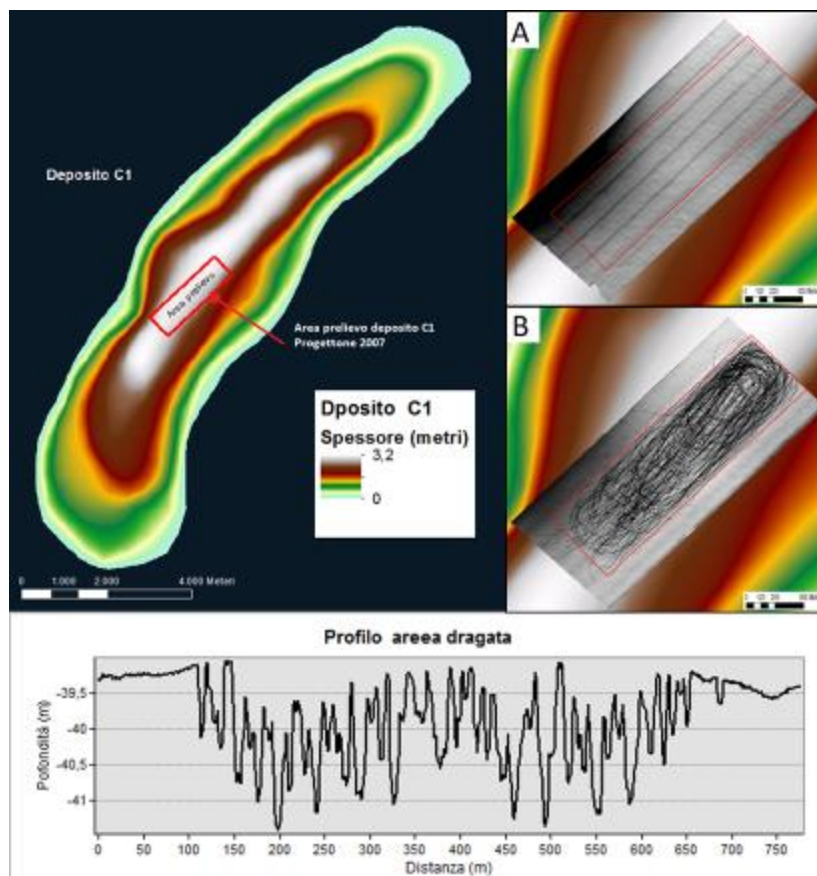 Deposito C1
Area prelievo
Area prelievo deposito C1
Progettone 2007
Dposito C1
Spessore (metri)
3,2
0
0 1.000 2.000 4.000 Meteri
A
B
Profilo areea dragata
Pofondità (m)
-39,5
-40
-40,5
-41
0 50 100 150 200 250 300 350 400 450 500 550 600 650 700 750
Distanza (m)